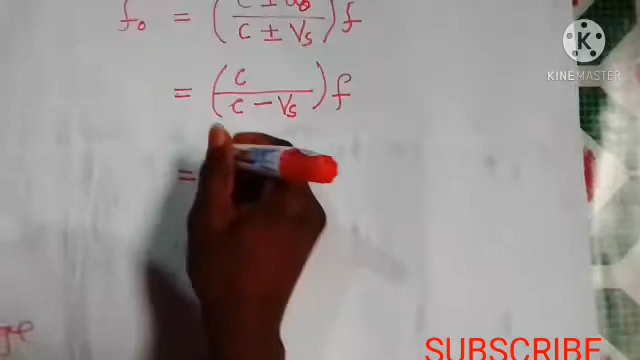 f₀ = (C ± v₀ / C ± Vs) f
= (C / C − Vs) f
=
K
KINEMASTER
SUBSCRIBE